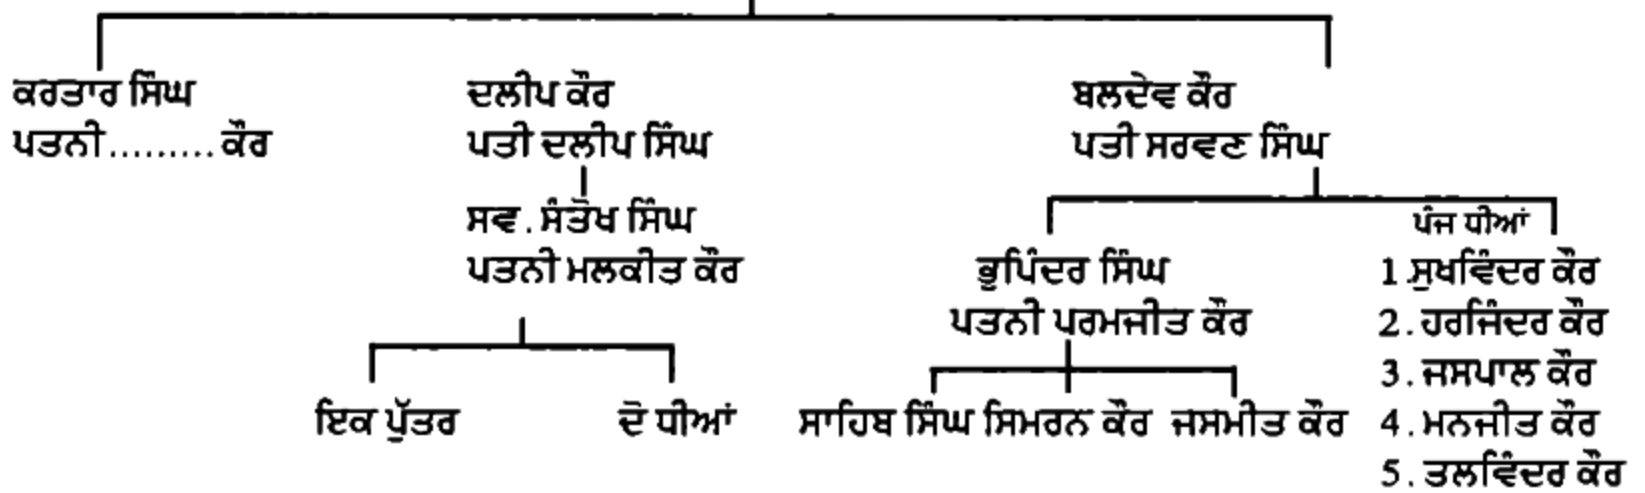 ਕਰਤਾਰ ਸਿੰਘ
ਪਤਨੀ......... ਕੌਰ
ਦਲੀਪ ਕੌਰ
ਪਤੀ ਦਲੀਪ ਸਿੰਘ
ਸਵ. ਸੰਤੋਖ ਸਿੰਘ
ਪਤਨੀ ਮਲਕੀਤ ਕੌਰ
ਇਕ ਪੁੱਤਰ
ਦੋ ਧੀਆਂ
ਬਲਦੇਵ ਕੌਰ
ਪਤੀ ਸਰਵਣ ਸਿੰਘ
ਭੁਪਿੰਦਰ ਸਿੰਘ
ਪਤਨੀ ਪਰਮਜੀਤ ਕੌਰ
ਸਾਹਿਬ ਸਿੰਘ ਸਿਮਰਨ ਕੌਰ ਜਸਮੀਤ ਕੌਰ
ਪੰਜ ਧੀਆਂ
1.ਸੁਖਵਿੰਦਰ ਕੌਰ
2. ਹਰਜਿੰਦਰ ਕੌਰ
3. ਜਸਪਾਲ ਕੌਰ
4. ਮਨਜੀਤ ਕੌਰ
5. ਤਲਵਿੰਦਰ ਕੌਰ